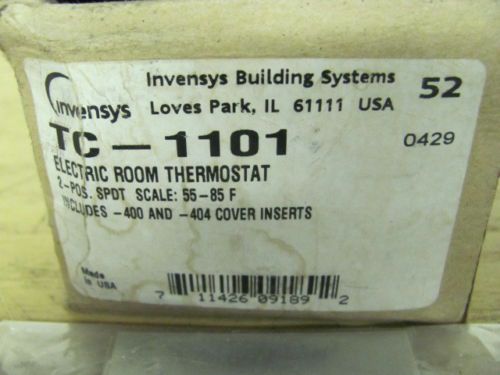 invensys
Invensys Building Systems
Loves Park, IL 61111 USA
52
TC-1101
0429
ELECTRIC ROOM THERMOSTAT
2-POS. SPDT SCALE: 55-85 F
INCLUDES -400 AND -404 COVER INSERTS
Made
in USA
7 11426 09189 2